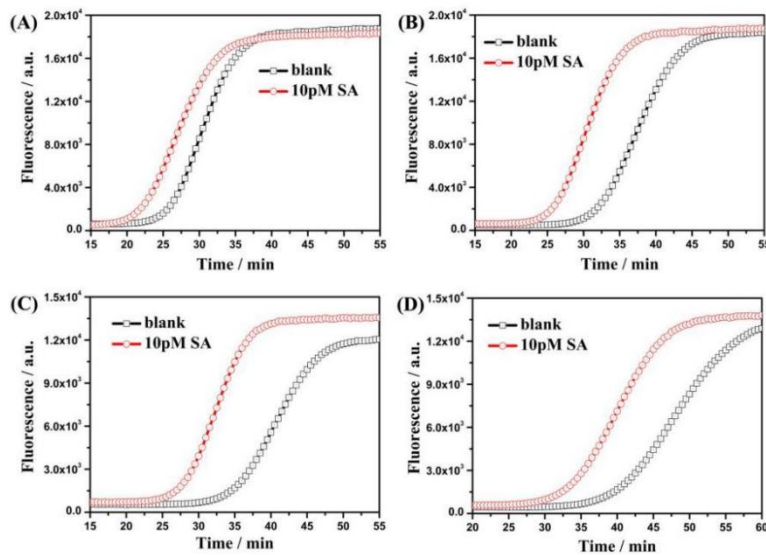 (A)
2.0x10⁴
1.6x10⁴
1.2x10⁴
8.0x10³
4.0x10³
0.0
Fluorescence / a.u.
blank
10pM SA
15 20 25 30 35 40 45 50 55
Time / min
(B)
2.0x10⁴
1.6x10⁴
1.2x10⁴
8.0x10³
4.0x10³
0.0
Fluorescence / a.u.
blank
10pM SA
15 20 25 30 35 40 45 50 55
Time / min
(C)
1.5x10⁴
1.2x10⁴
9.0x10³
6.0x10³
3.0x10³
0.0
Fluorescence / a.u.
blank
10pM SA
15 20 25 30 35 40 45 50 55
Time / min
(D)
1.5x10⁴
1.2x10⁴
9.0x10³
6.0x10³
3.0x10³
0.0
Fluorescence / a.u.
blank
10pM SA
20 25 30 35 40 45 50 55 60
Time / min